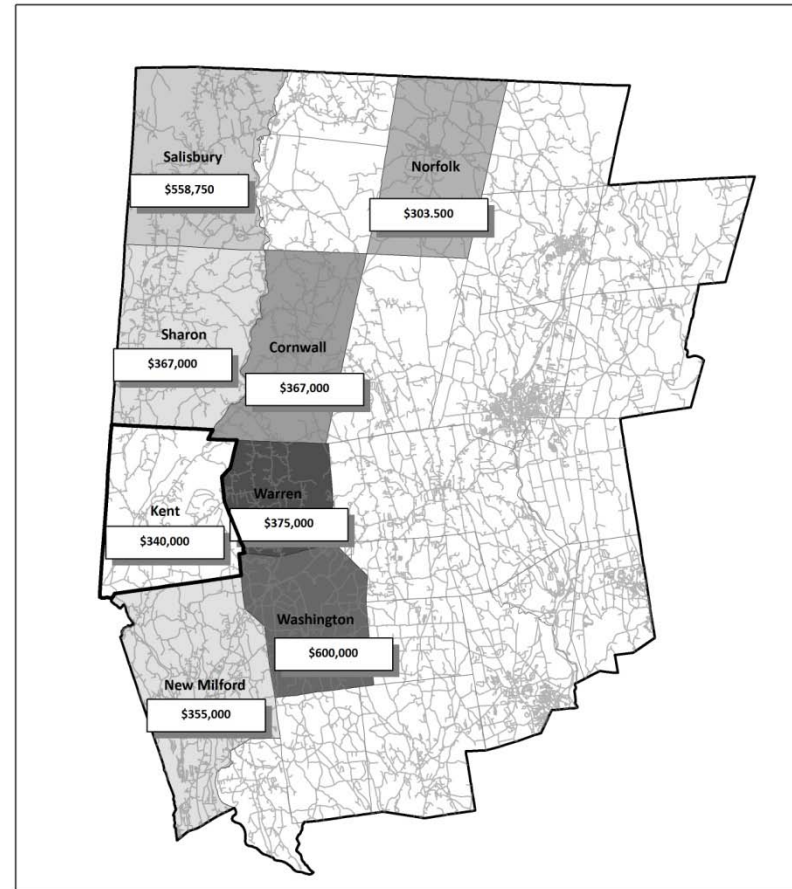 Salisbury
$558,750
Norfolk
$303.500
Sharon
$367,000
Cornwall
$367,000
Kent
$340,000
Warren
$375,000
Washington
$600,000
New Milford
$355,000